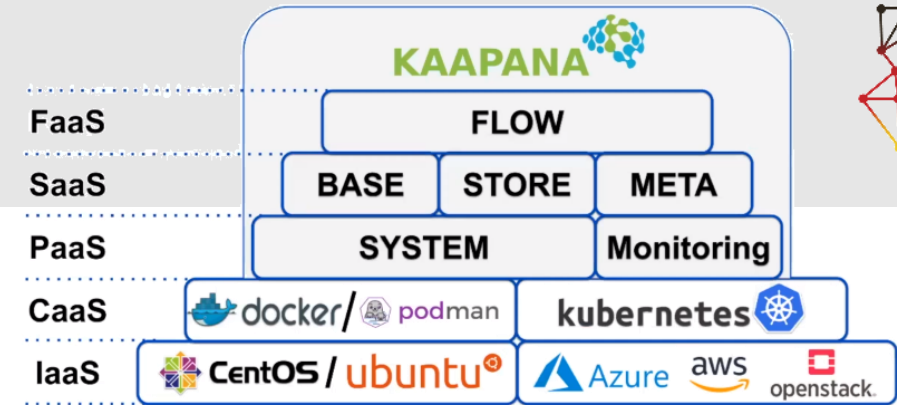 KAAPANA
FaaS FLOW
SaaS BASE STORE META
PaaS SYSTEM Monitoring
CaaS docker / podman kubernetes
IaaS CentOS / ubuntu Azure aws openstack.